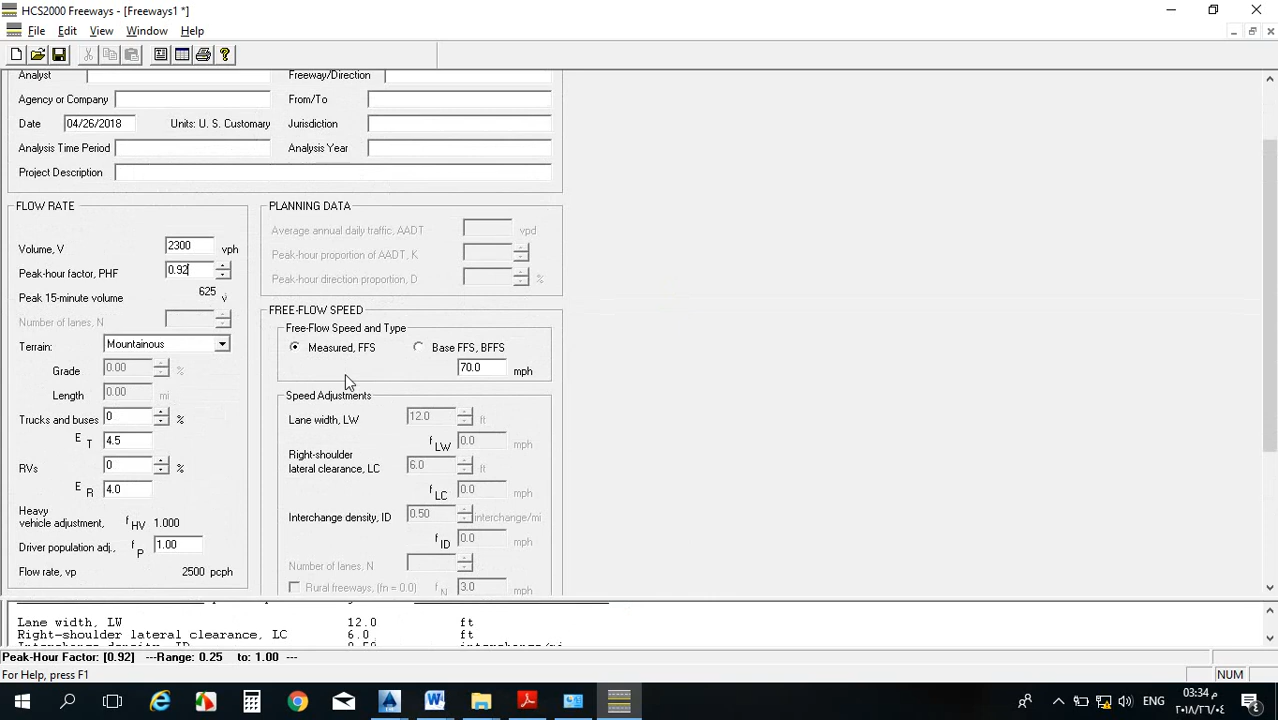 HCS2000 Freeways - [Freeways1 *]
File Edit View Window Help
Analyst Freeway/Direction
Agency or Company From/To
Date 04/26/2018 Units: U. S. Customary Jurisdiction
Analysis Time Period Analysis Year
Project Description
FLOW RATE
Volume, V 2300 vph
Peak-hour factor, PHF 0.92
Peak 15-minute volume 625 v
Number of lanes, N
Terrain: Mountainous
Grade 0.00 %
Length 0.00 mi
Trucks and buses 0 %
E T 4.5
RVs 0 %
E R 4.0
Heavy
vehicle adjustment, f HV 1.000
Driver population adj., f P 1.00
Flow rate, vp 2500 pcph
PLANNING DATA
Average annual daily traffic, AADT vpd
Peak-hour proportion of AADT, K
Peak-hour direction proportion, D %
FREE-FLOW SPEED
Free-Flow Speed and Type
Measured, FFS Base FFS, BFFS
70.0 mph
Speed Adjustments
Lane width, LW 12.0 ft
f LW 0.0 mph
Right-shoulder
lateral clearance, LC 6.0 ft
f LC 0.0 mph
Interchange density, ID 0.50 interchange/mi
f ID 0.0 mph
Number of lanes, N
Rural freeways, (fn = 0.0) f N 3.0 mph
Lane width, LW 12.0 ft
Right-shoulder lateral clearance, LC 6.0 ft
Peak-Hour Factor: [0.92] ---Range: 0.25 to: 1.00 ---
For Help, press F1 NUM
ENG م 03:34
٢٠١٨/٢٦/٠٤